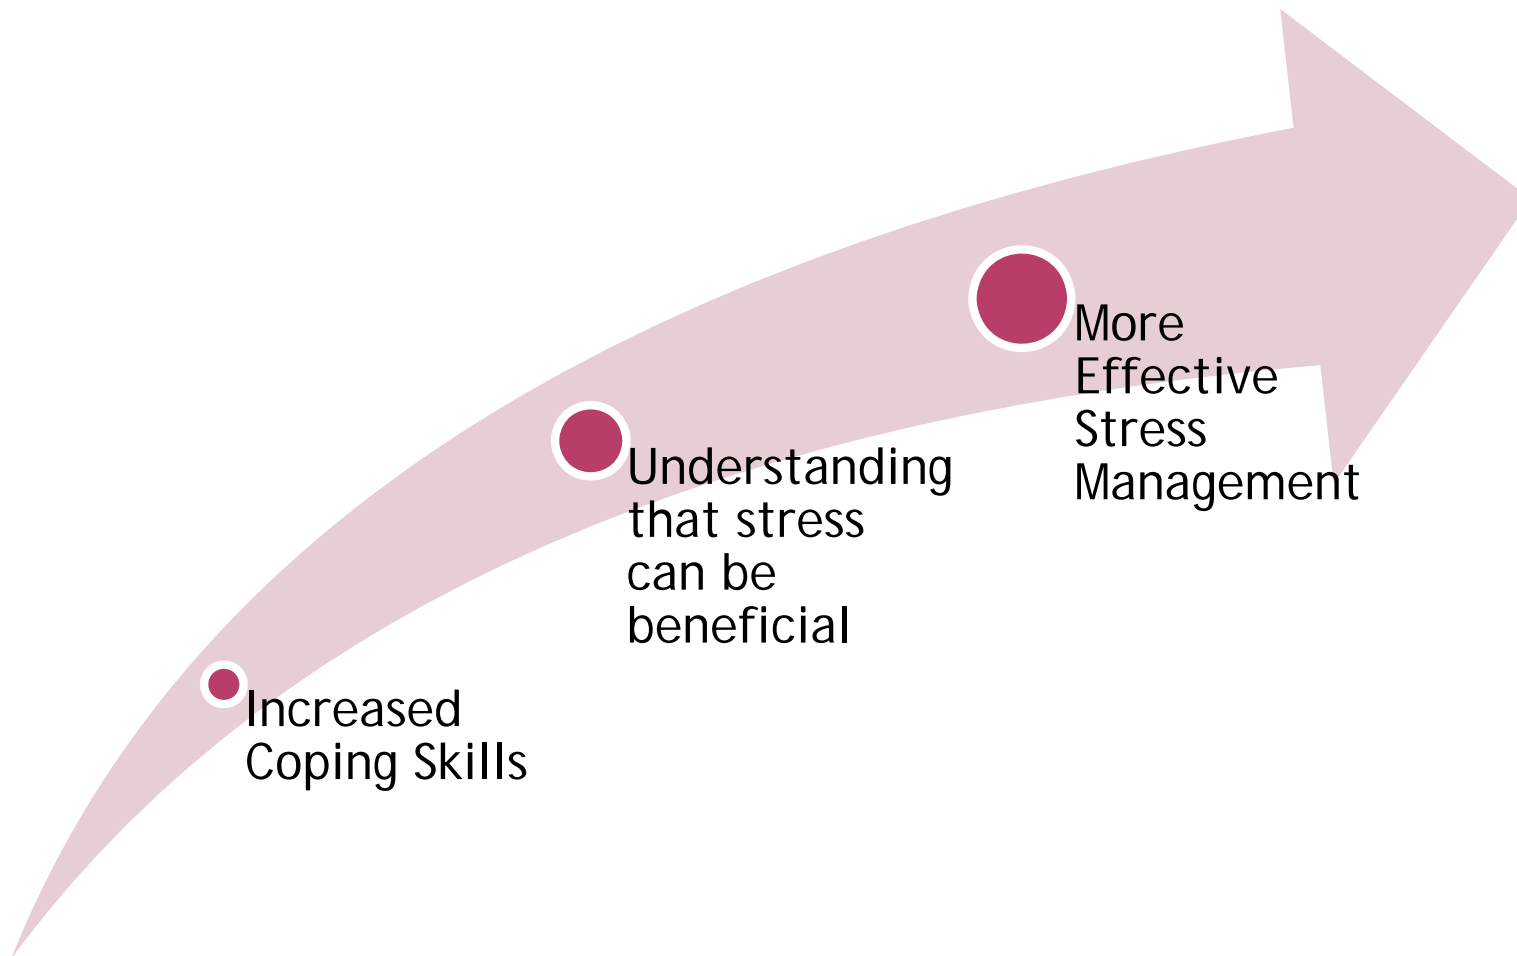 Increased
Coping Skills
Understanding
that stress
can be
beneficial
More
Effective
Stress
Management